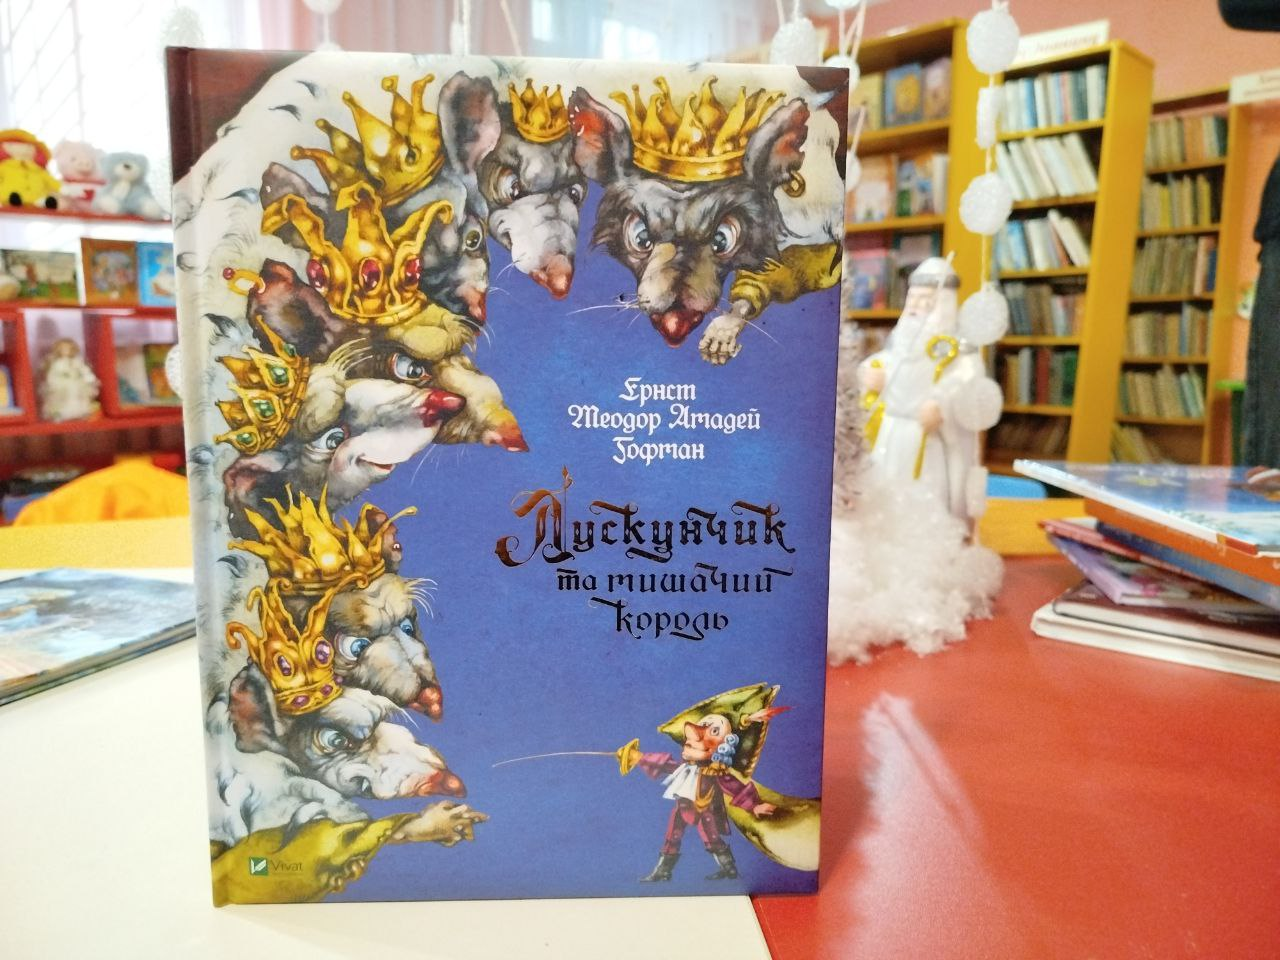 Ернст
Теодор Амадей
Гофман
Лускунчик
та мишачий
король
Vivat